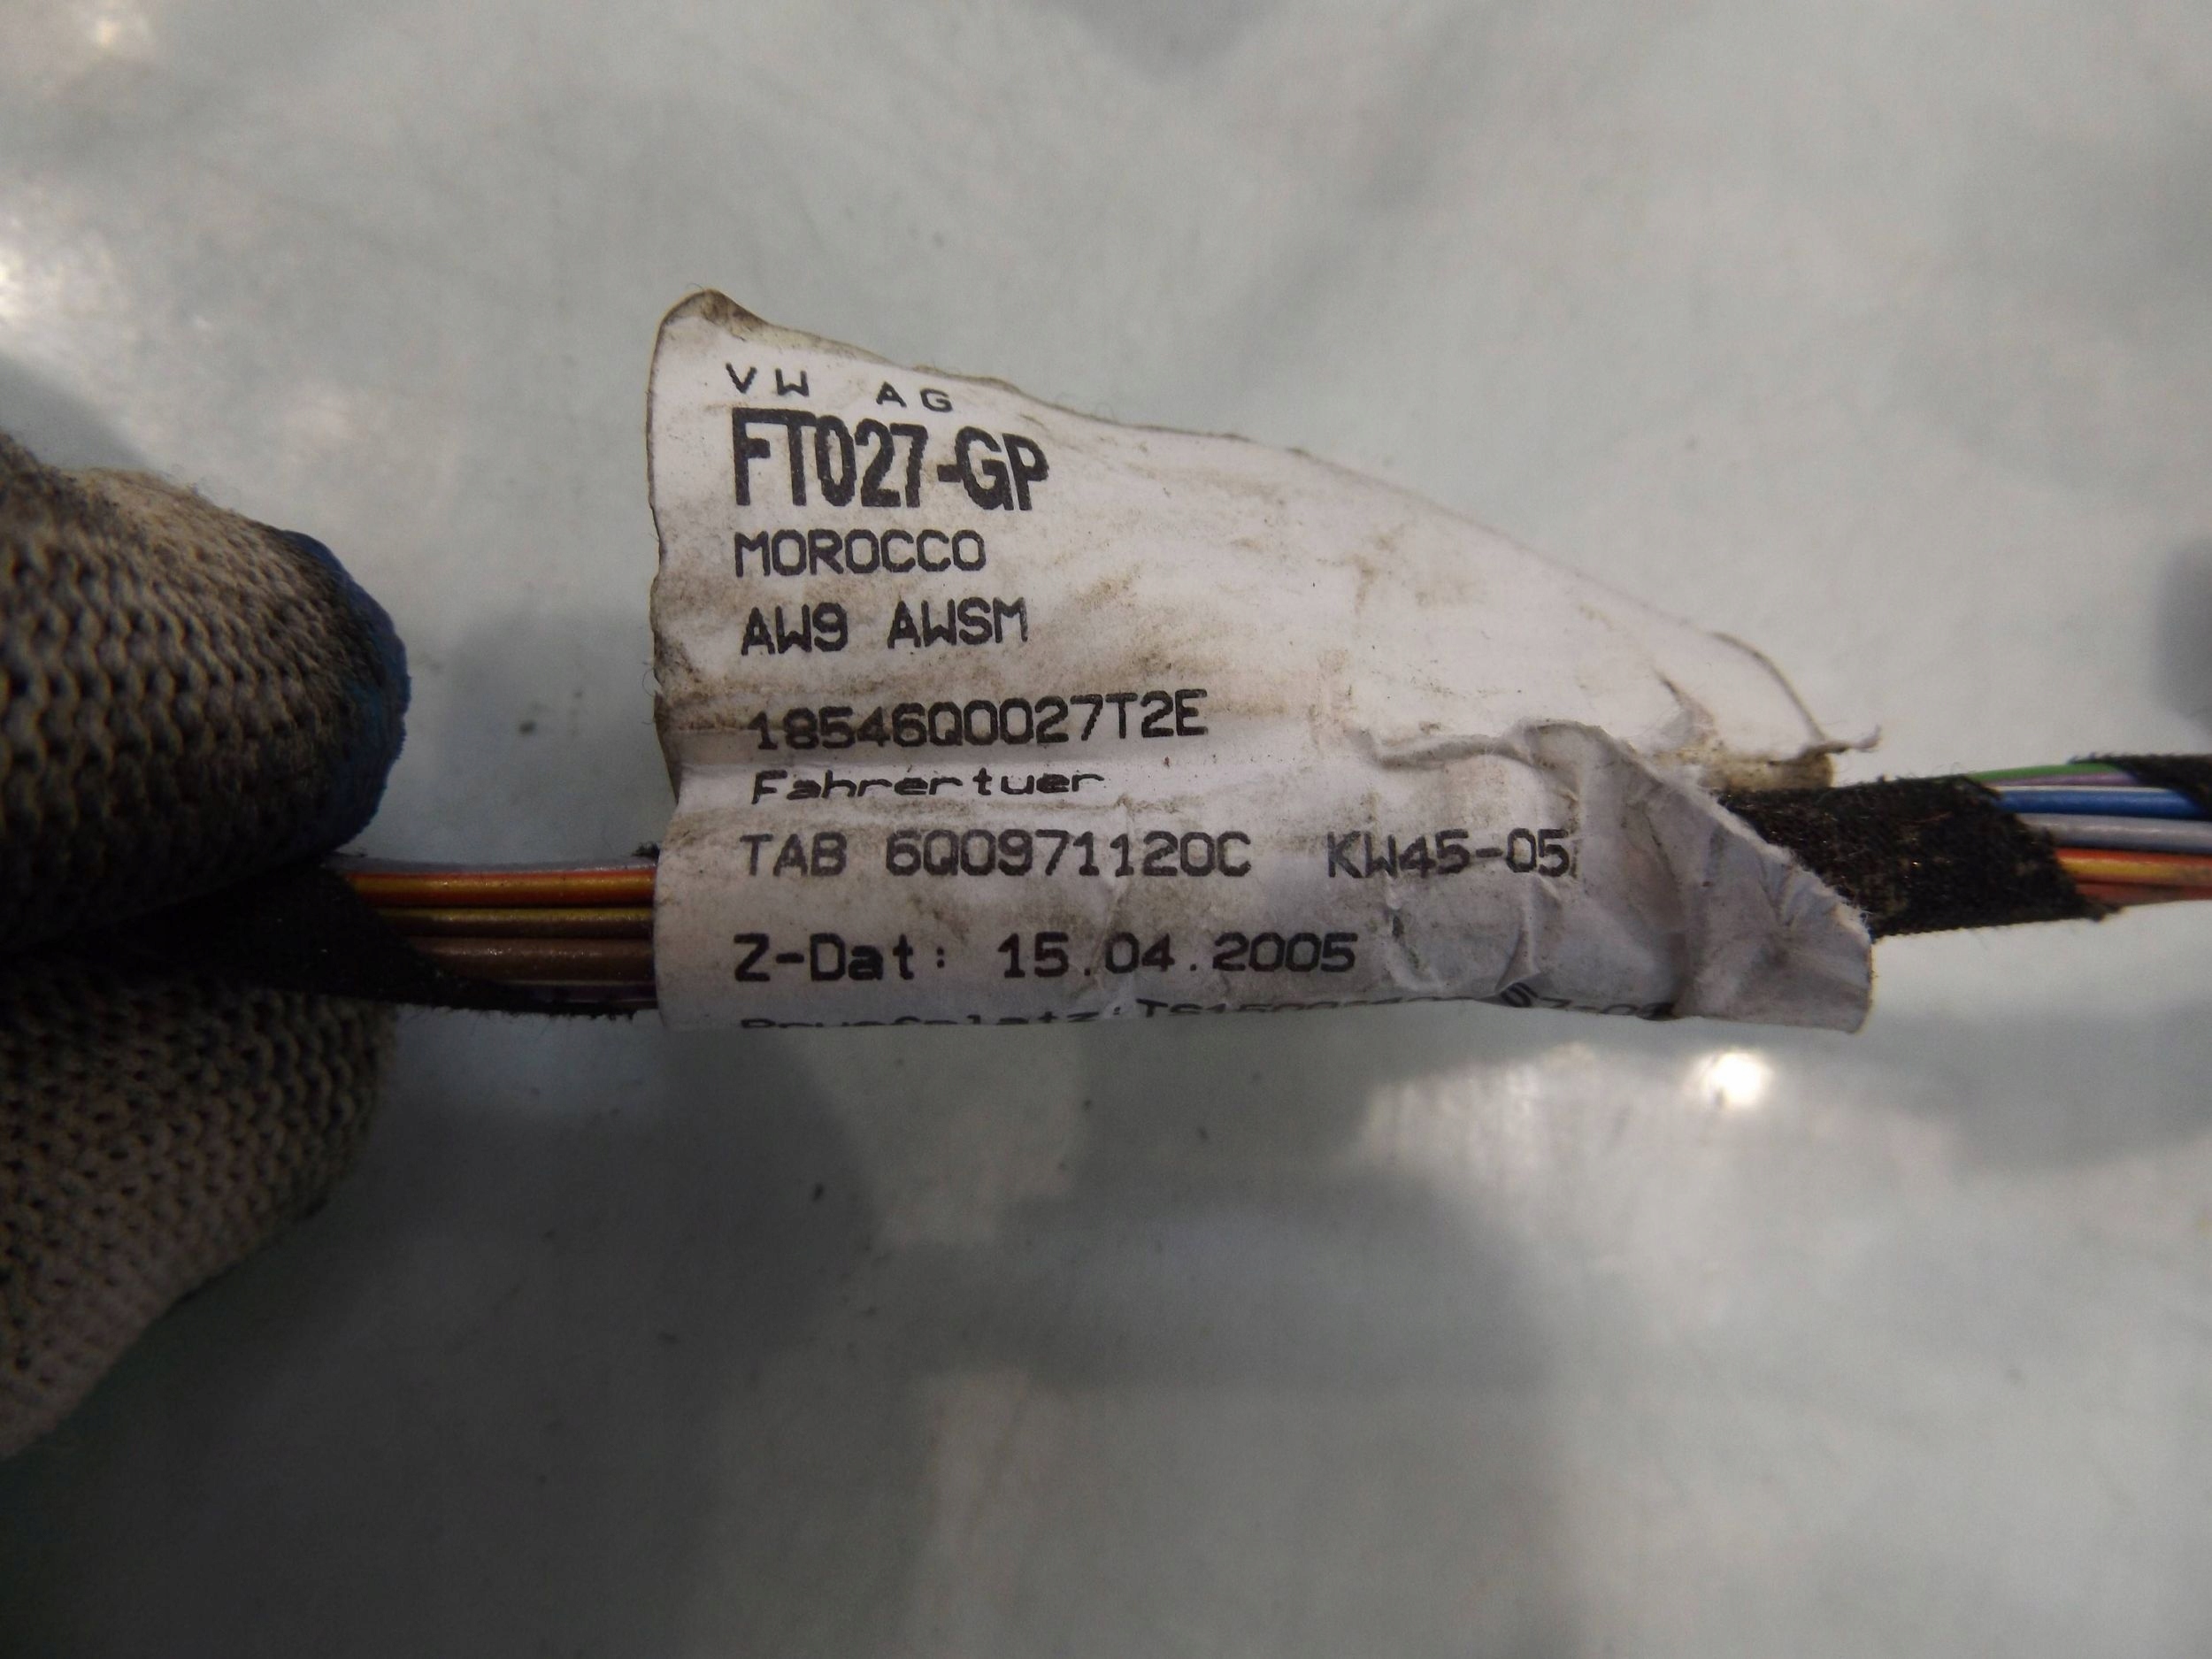 VW AG
FT027-GP
MOROCCO
AW9 AWSM
18546Q0027T2E
Fahrertuer
TAB 6Q0971120C KW45-05
Z-Dat: 15.04.2005